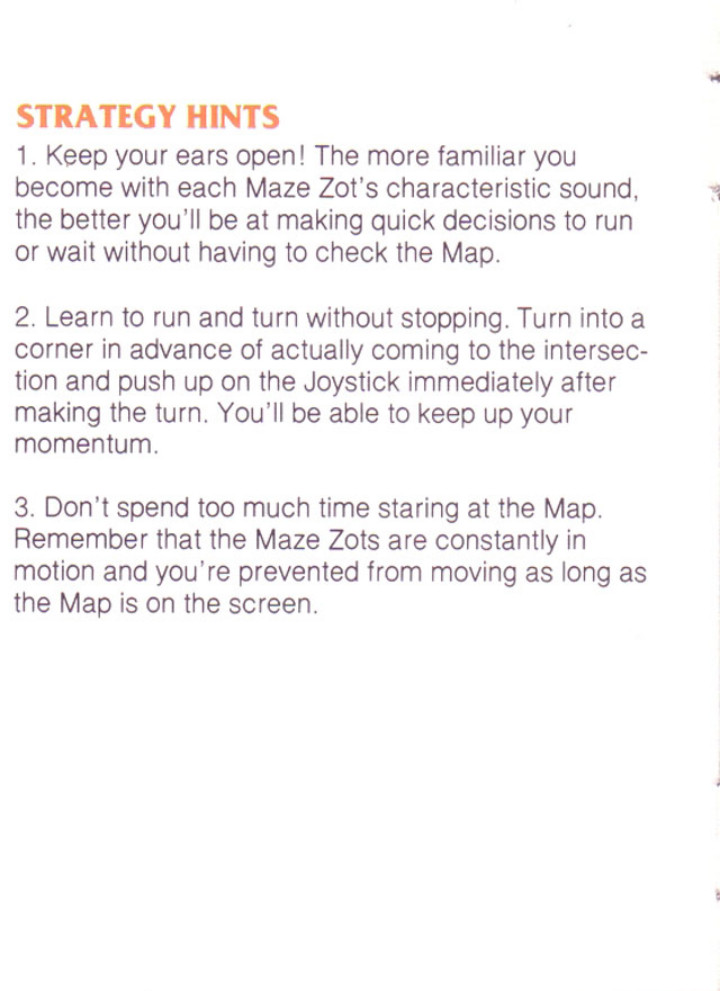 STRATEGY HINTS
1. Keep your ears open! The more familiar you
become with each Maze Zot's characteristic sound,
the better you'll be at making quick decisions to run
or wait without having to check the Map.
2. Learn to run and turn without stopping. Turn into a
corner in advance of actually coming to the intersec-
tion and push up on the Joystick immediately after
making the turn. You'll be able to keep up your
momentum.
3. Don't spend too much time staring at the Map.
Remember that the Maze Zots are constantly in
motion and you're prevented from moving as long as
the Map is on the screen.